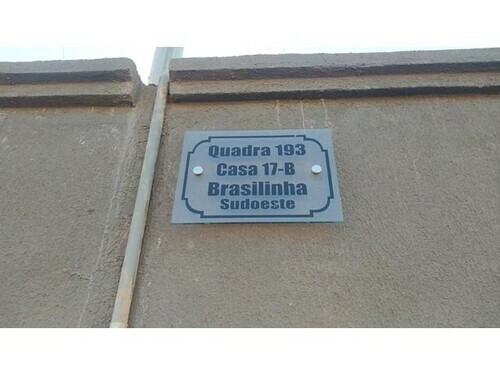 Quadra 193
Casa 17-B
Brasilinha
Sudoeste